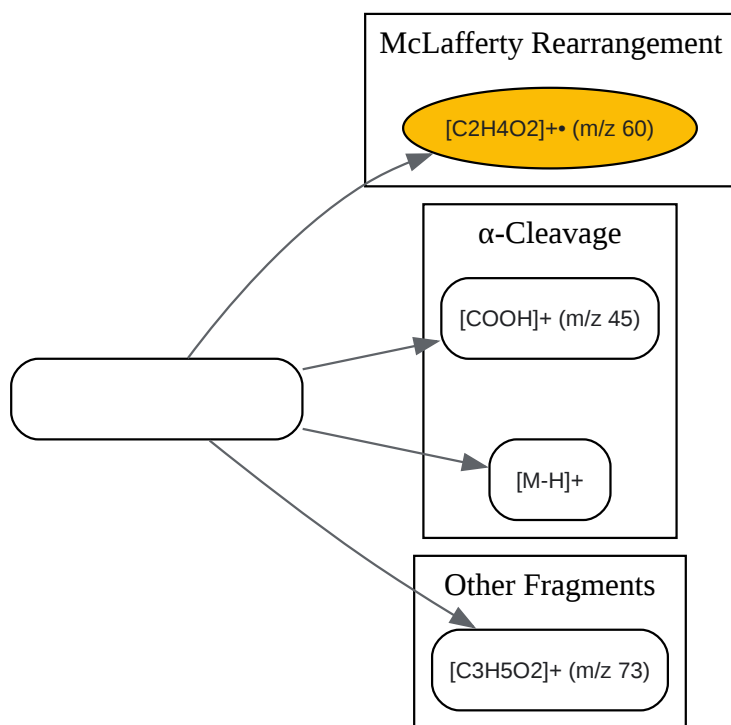 McLafferty Rearrangement
[C2H4O2]+• (m/z 60)
α-Cleavage
[COOH]+ (m/z 45)
[M-H]+
Other Fragments
[C3H5O2]+ (m/z 73)